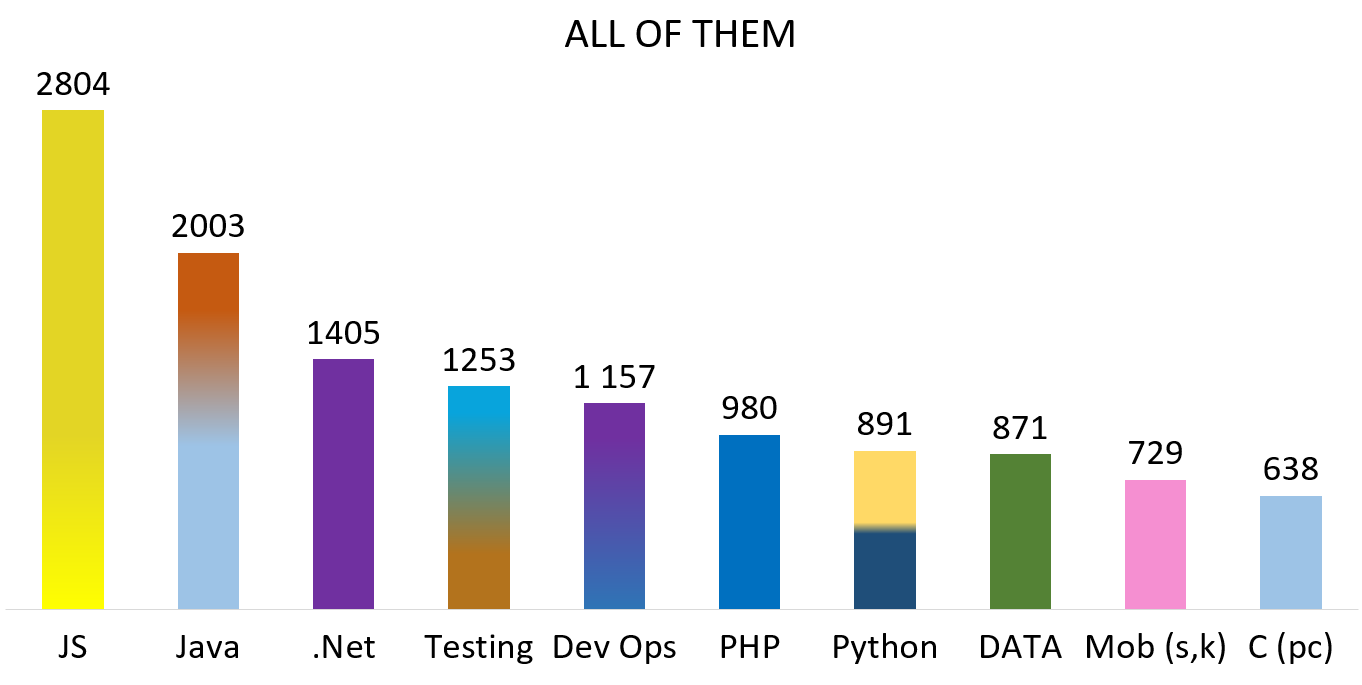 ALL OF THEM
2804
2003
1405
1253
1 157
980
891
871
729
638
JS
Java
.Net
Testing
Dev Ops
PHP
Python
DATA
Mob (s,k)
C (pc)